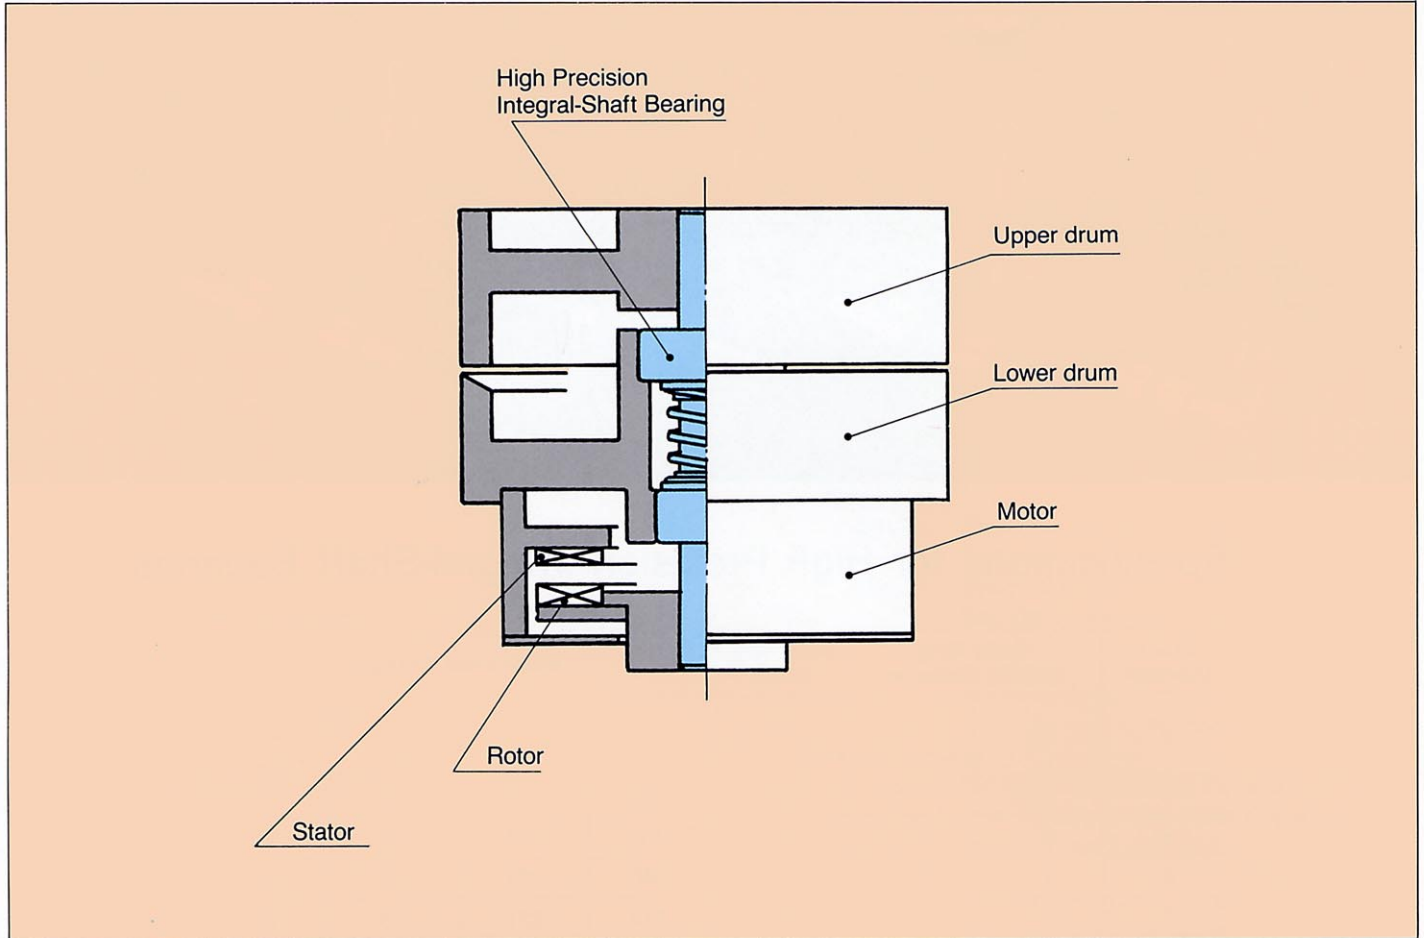 High Precision
Integral-Shaft Bearing
Upper drum
Lower drum
Motor
Rotor
Stator